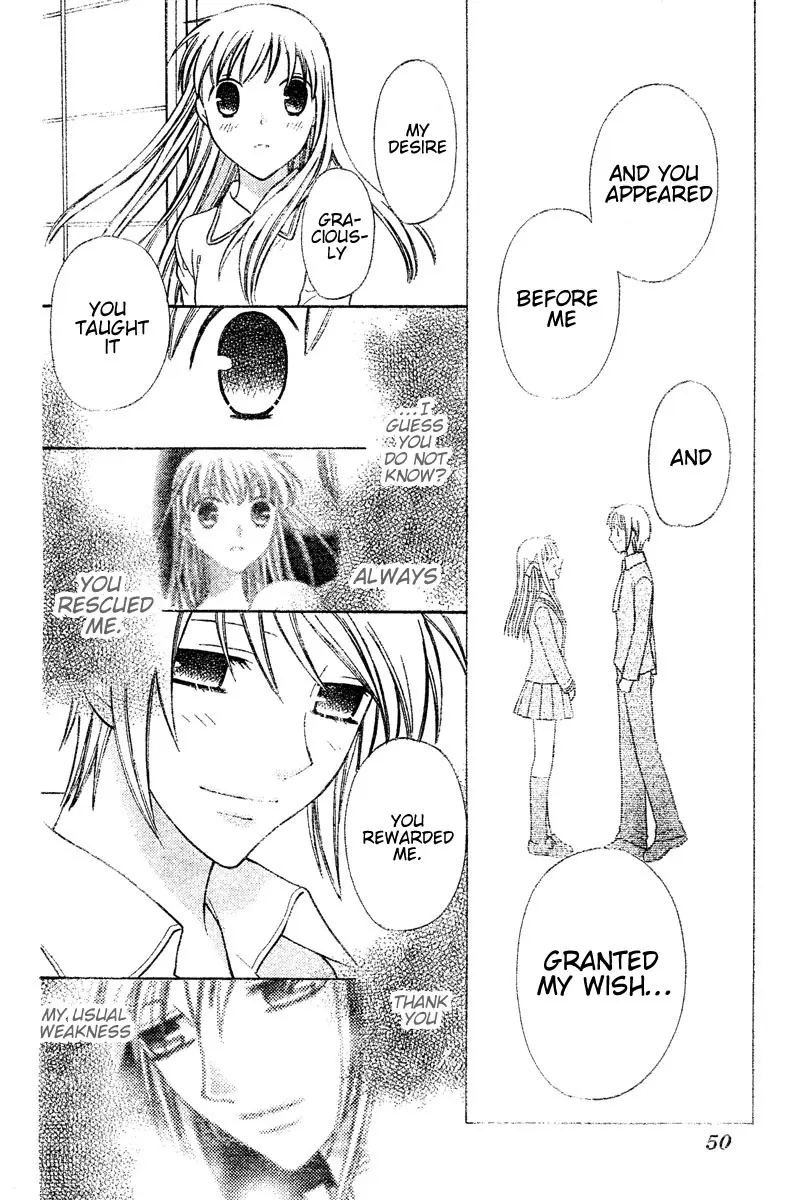 AND YOU
APPEARED
BEFORE
ME
AND
GRANTED
MY WISH...
MY
DESIRE
GRA-
CIOUS-
LY
YOU
TAUGHT
IT
...I
GUESS
YOU
DO NOT
KNOW?
ALWAYS
YOU
RESCUED
ME.
YOU
REWARDED
ME.
THANK
YOU
MY USUAL
WEAKNESS
50